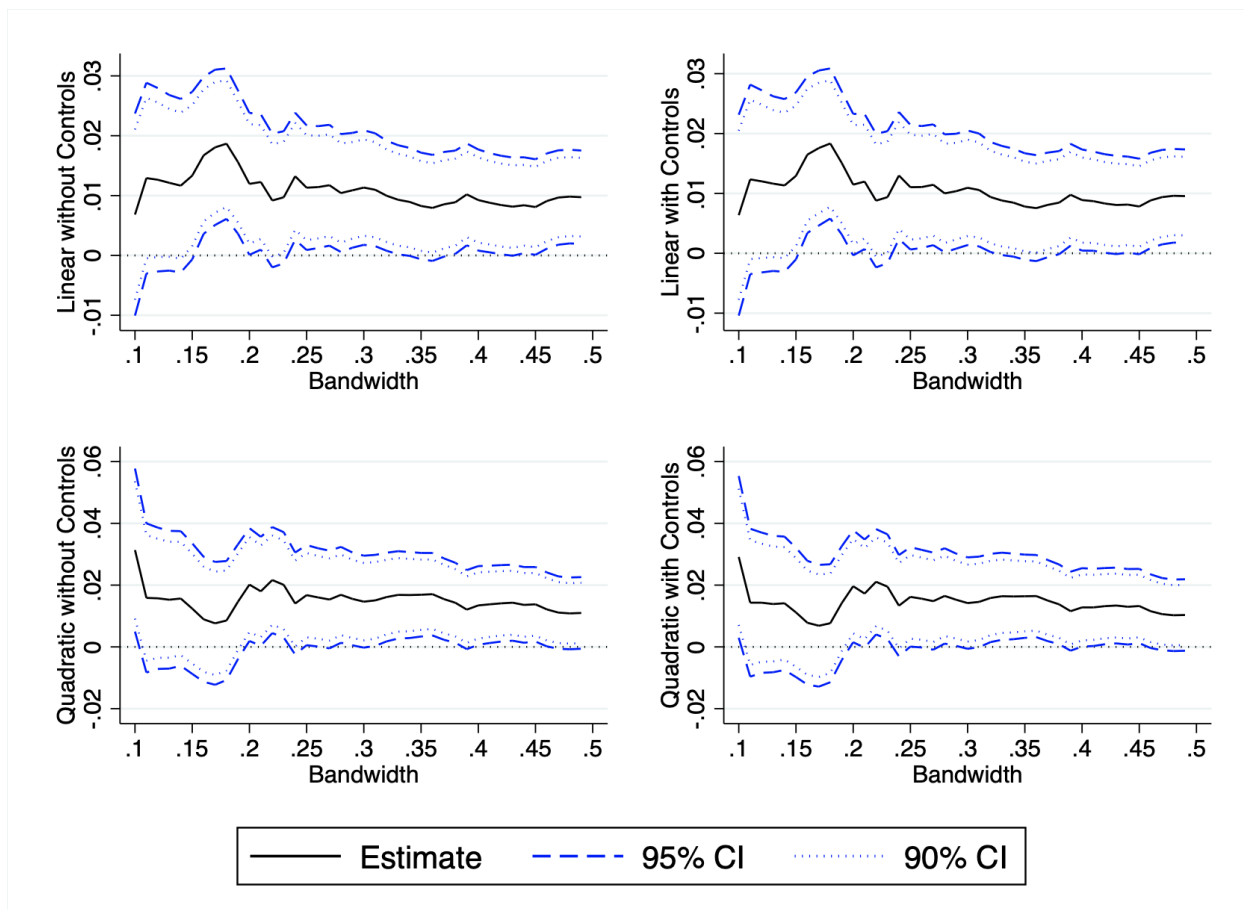 Linear without Controls
.03
.02
.01
0
-.01
.1 .15 .2 .25 .3 .35 .4 .45 .5
Bandwidth
Linear with Controls
.03
.02
.01
0
-.01
.1 .15 .2 .25 .3 .35 .4 .45 .5
Bandwidth
Quadratic without Controls
.06
.04
.02
0
-.02
.1 .15 .2 .25 .3 .35 .4 .45 .5
Bandwidth
Quadratic with Controls
.06
.04
.02
0
-.02
.1 .15 .2 .25 .3 .35 .4 .45 .5
Bandwidth
Estimate 95% CI 90% CI